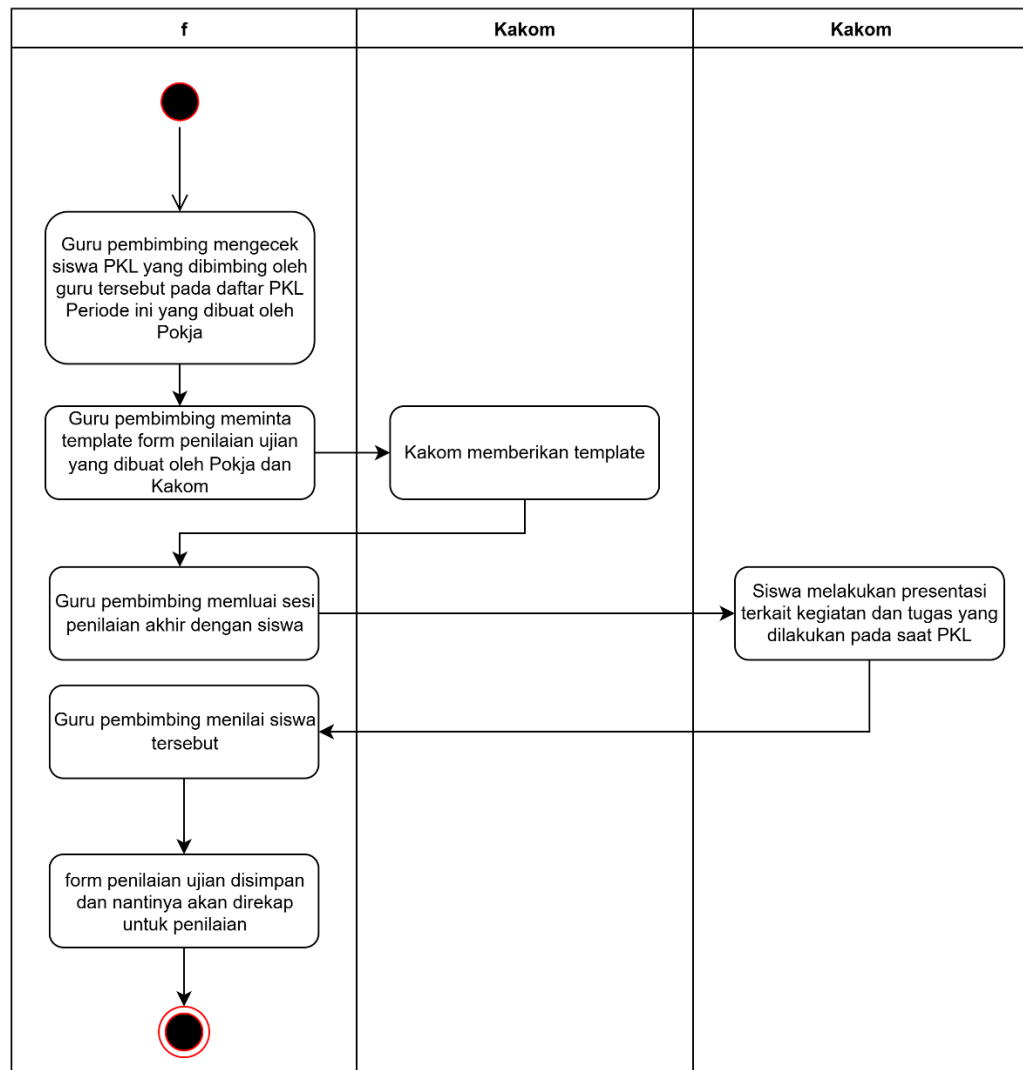 f
Kakom
Kakom
Guru pembimbing mengecek
siswa PKL yang dibimbing oleh
guru tersebut pada daftar PKL
Periode ini yang dibuat oleh
Pokja
Guru pembimbing meminta
template form penilaian ujian
yang dibuat oleh Pokja dan
Kakom
Kakom memberikan template
Guru pembimbing memluai sesi
penilaian akhir dengan siswa
Siswa melakukan presentasi
terkait kegiatan dan tugas yang
dilakukan pada saat PKL
Guru pembimbing menilai siswa
tersebut
form penilaian ujian disimpan
dan nantinya akan direkap
untuk penilaian